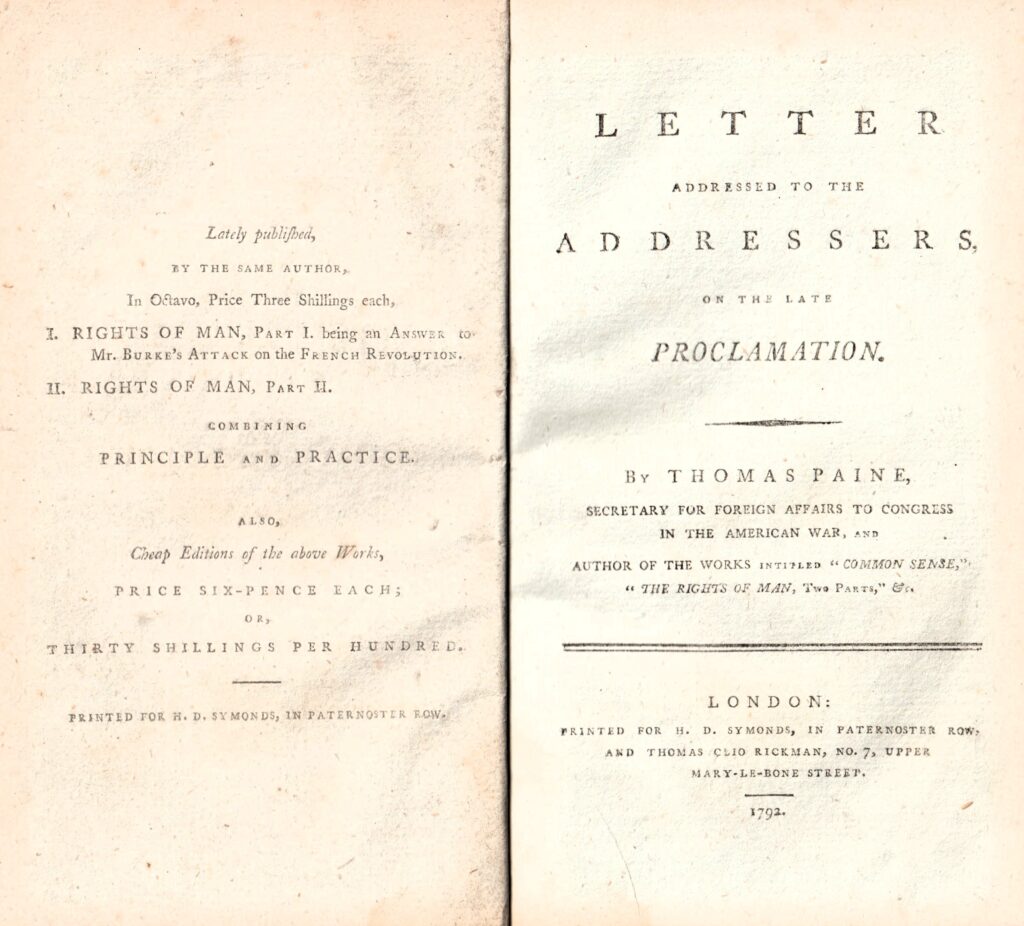 Lately publiſhed,
BY THE SAME AUTHOR,
In Octavo, Price Three Shillings each,
I. RIGHTS OF MAN, PART I. being an ANSWER to
Mr. BURKE'S ATTACK on the FRENCH REVOLUTION.
II. RIGHTS OF MAN, PART II.
COMBINING
PRINCIPLE AND PRACTICE.
ALSO,
Cheap Editions of the above Works,
PRICE SIX-PENCE EACH;
OR,
THIRTY SHILLINGS PER HUNDRED.
PRINTED FOR H. D. SYMONDS, IN PATERNOSTER ROW.
LETTER
ADDRESSED TO THE
ADDRESSERS,
ON THE LATE
PROCLAMATION.
BY THOMAS PAINE,
SECRETARY FOR FOREIGN AFFAIRS TO CONGRESS
IN THE AMERICAN WAR, AND
AUTHOR OF THE WORKS INTITLED "COMMON SENSE,"
"THE RIGHTS OF MAN, TWO PARTS," &c.
LONDON:
PRINTED FOR H. D. SYMONDS, IN PATERNOSTER ROW,
AND THOMAS CLIO RICKMAN, NO. 7, UPPER
MARY-LE-BONE STREET.
1792.